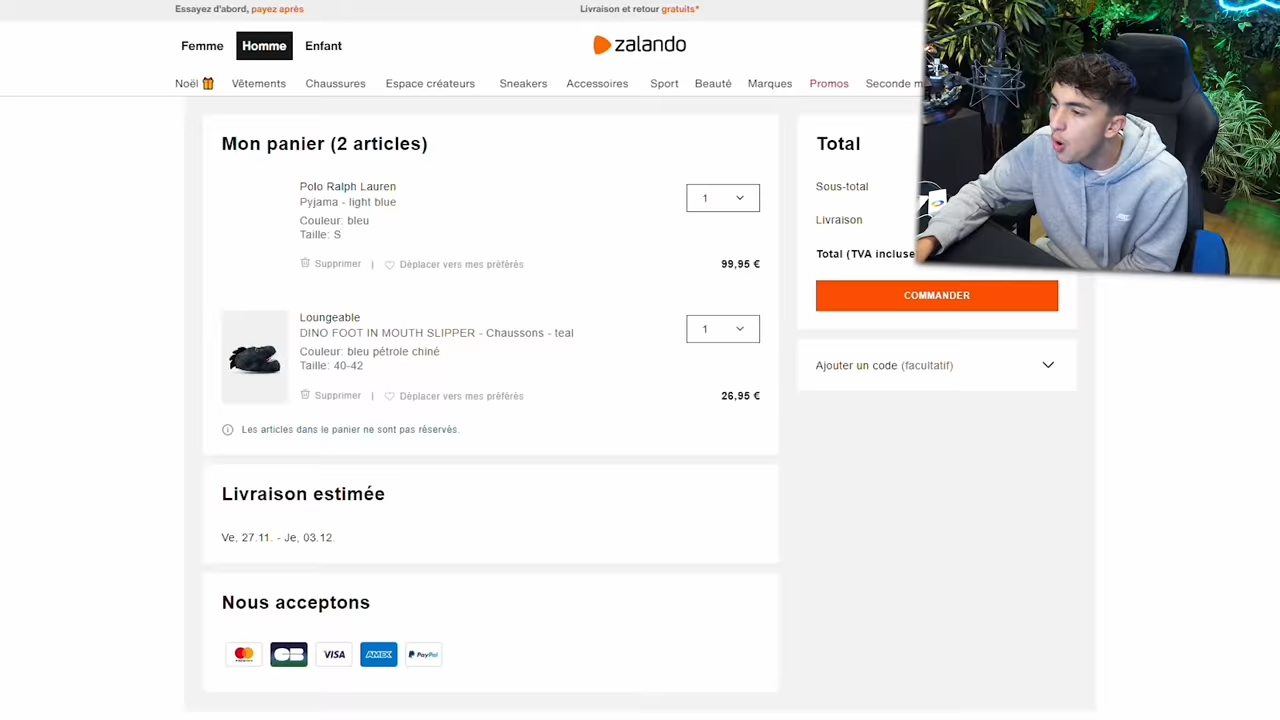 Essayez d'abord, payez après
Livraison et retour gratuits*
Femme Homme Enfant
zalando
Noël Vêtements Chaussures Espace créateurs Sneakers Accessoires Sport Beauté Marques Promos Seconde
Mon panier (2 articles)
Polo Ralph Lauren
Pyjama - light blue
Couleur: bleu
Taille: S
1
Supprimer | Déplacer vers mes préférés
99,95 €
Loungeable
DINO FOOT IN MOUTH SLIPPER - Chaussons - teal
Couleur: bleu pétrole chiné
Taille: 40-42
1
Supprimer | Déplacer vers mes préférés
26,95 €
Les articles dans le panier ne sont pas réservés.
Livraison estimée
Ve, 27.11. - Je, 03.12.
Nous acceptons
CB VISA AMEX PayPal
Total
Sous-total
Livraison
Total (TVA incluse
COMMANDER
Ajouter un code (facultatif)